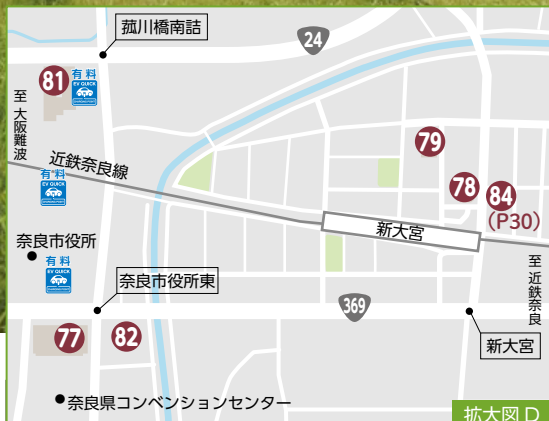 菰川橋南詰
24
81
有料
EV QUICK
至 大阪難波
79
近鉄奈良線
有料
EV QUICK
78
84
(P30)
新大宮
奈良市役所
有料
EV QUICK
奈良市役所東
至 近鉄奈良
369
77
82
新大宮
奈良県コンベンションセンター
拡大図 D